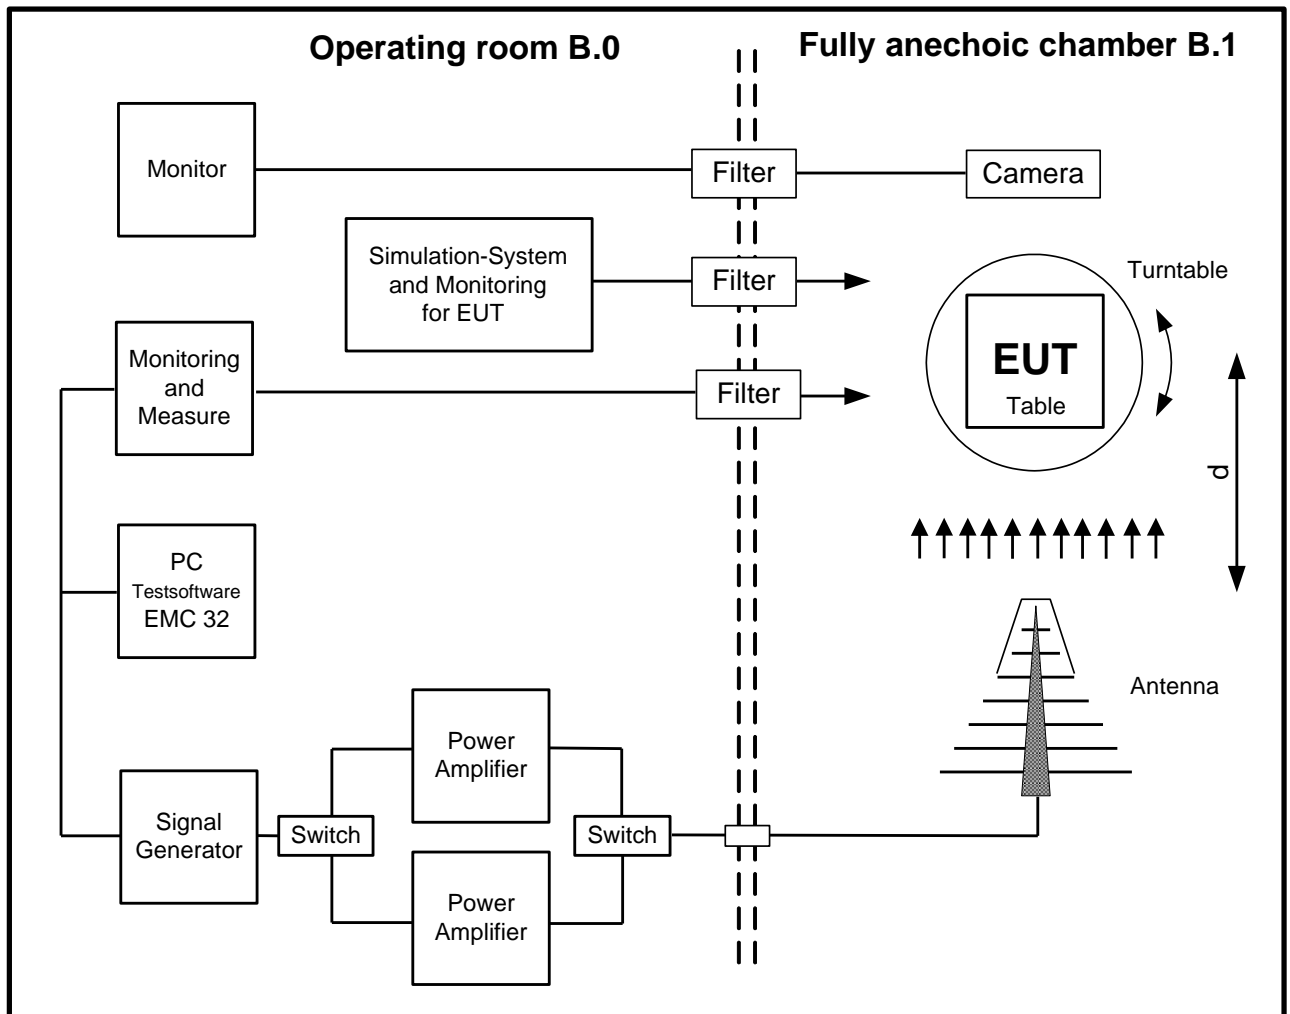 Operating room B.0
Fully anechoic chamber B.1
Monitor
Filter
Camera
Simulation-System
and Monitoring
for EUT
Filter
Turntable
Monitoring
and
Measure
Filter
EUT
Table
d
PC
Testsoftware
EMC 32
Antenna
Power
Amplifier
Signal
Generator
Switch
Switch
Power
Amplifier